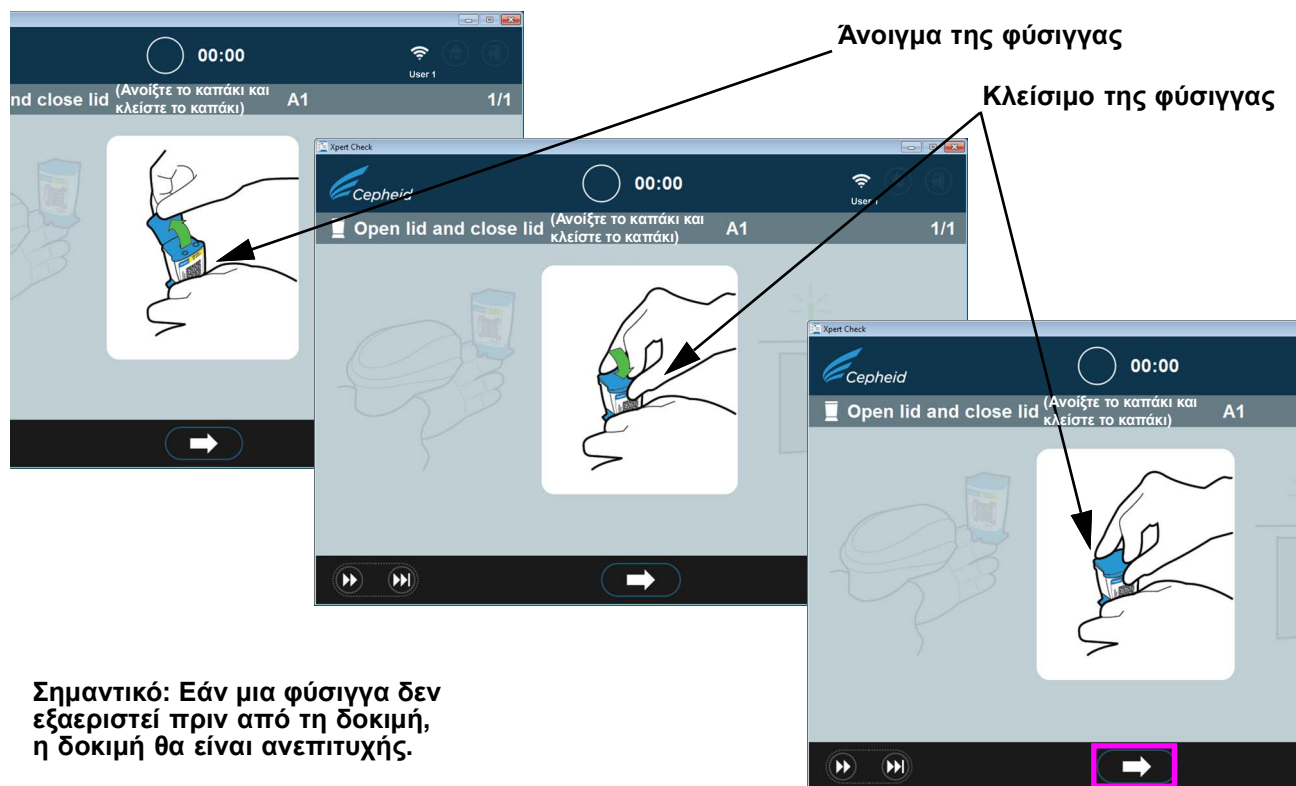 Άνοιγμα της φύσιγγας
Κλείσιμο της φύσιγγας
00:00
User 1
nd close lid (Ανοίξτε το καπάκι και
κλείστε το καπάκι)
A1
1/1
Xpert Check
Cepheid
00:00
User 1
Open lid and close lid (Ανοίξτε το καπάκι και
κλείστε το καπάκι)
A1
1/1
Xpert Check
Cepheid
00:00
Open lid and close lid (Ανοίξτε το καπάκι και
κλείστε το καπάκι)
A1
Σημαντικό: Εάν μια φύσιγγα δεν
εξαεριστεί πριν από τη δοκιμή,
η δοκιμή θα είναι ανεπιτυχής.